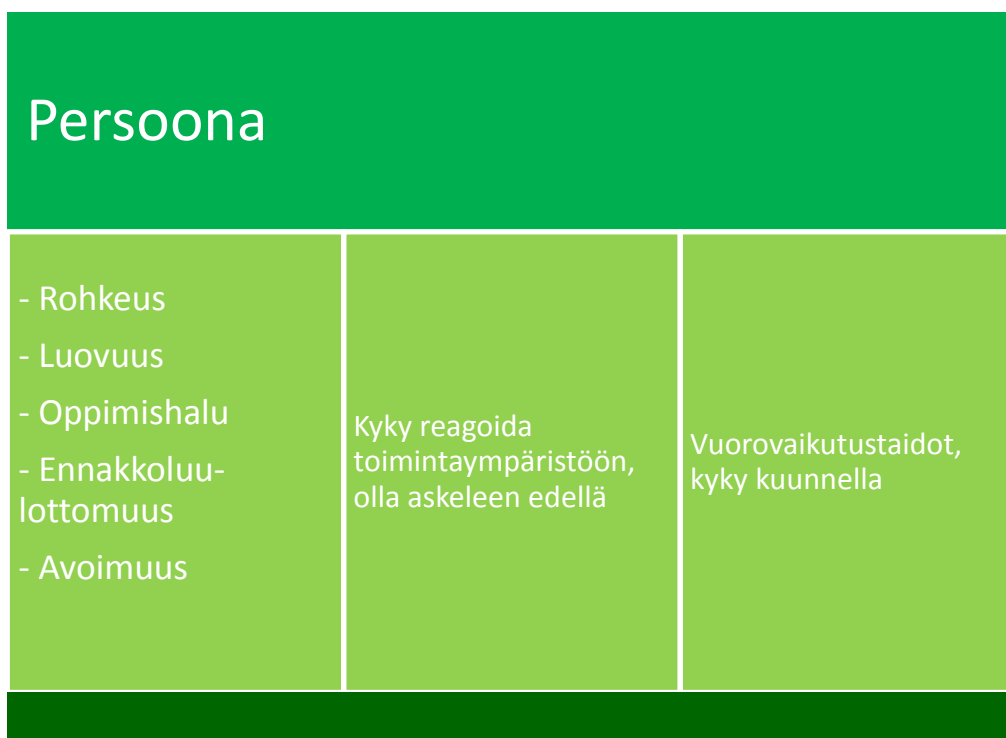 Persoona
- Rohkeus
- Luovuus
- Oppimishalu
- Ennakkoluu-
lottomuus
- Avoimuus
Kyky reagoida
toimintaympäristöön,
olla askeleen edellä
Vuorovaikutustaidot,
kyky kuunnella